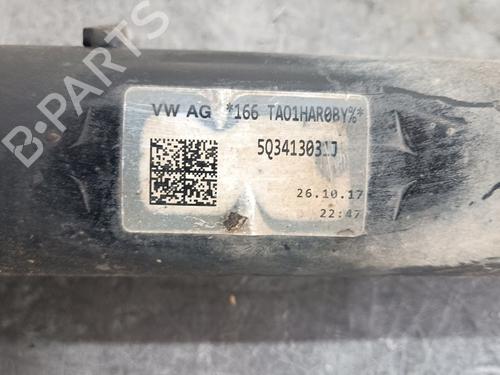 VW AG *166 TA01HAR0BY%*
5Q3413031J
26.10.17
22:47
B-PARTS